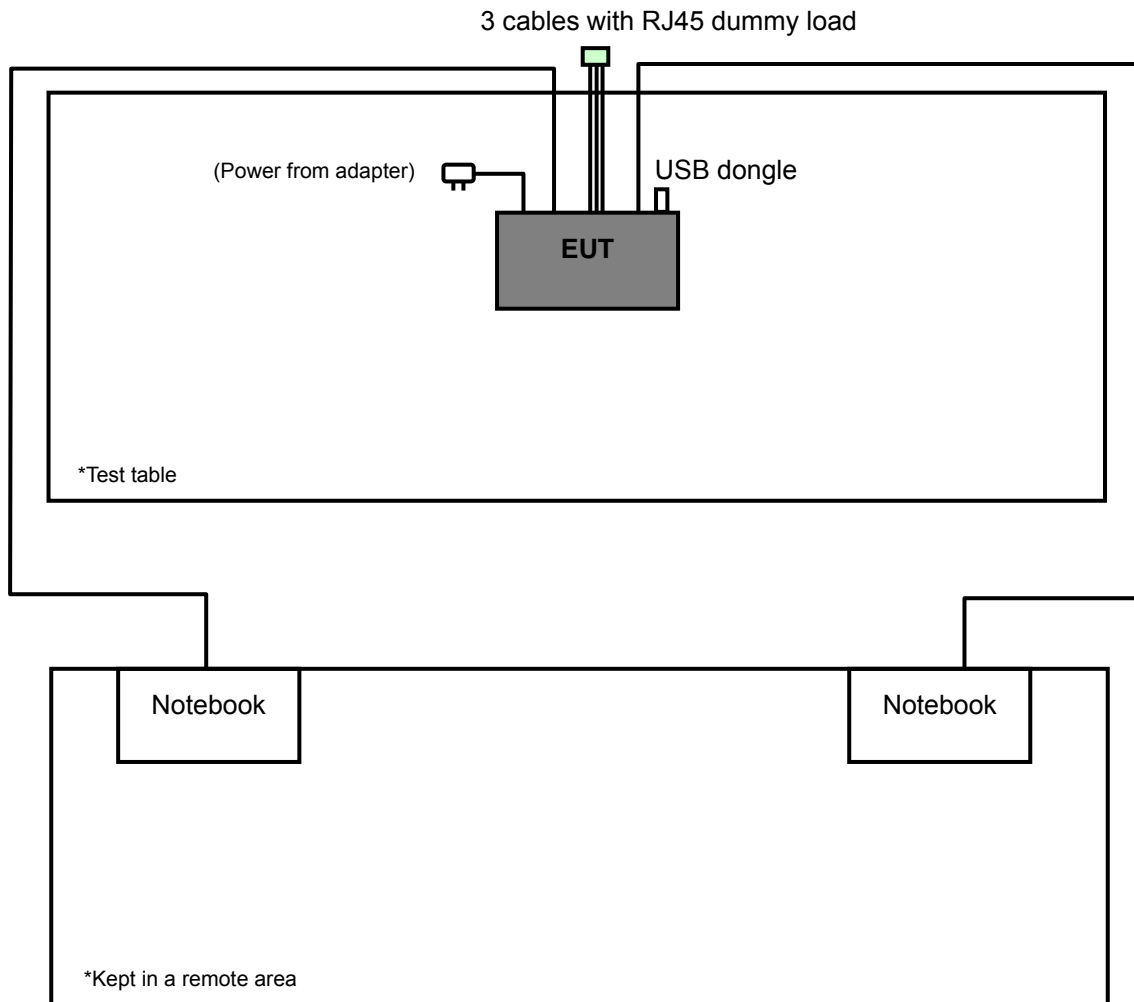 3 cables with RJ45 dummy load
(Power from adapter)
USB dongle
EUT
*Test table
Notebook
Notebook
*Kept in a remote area